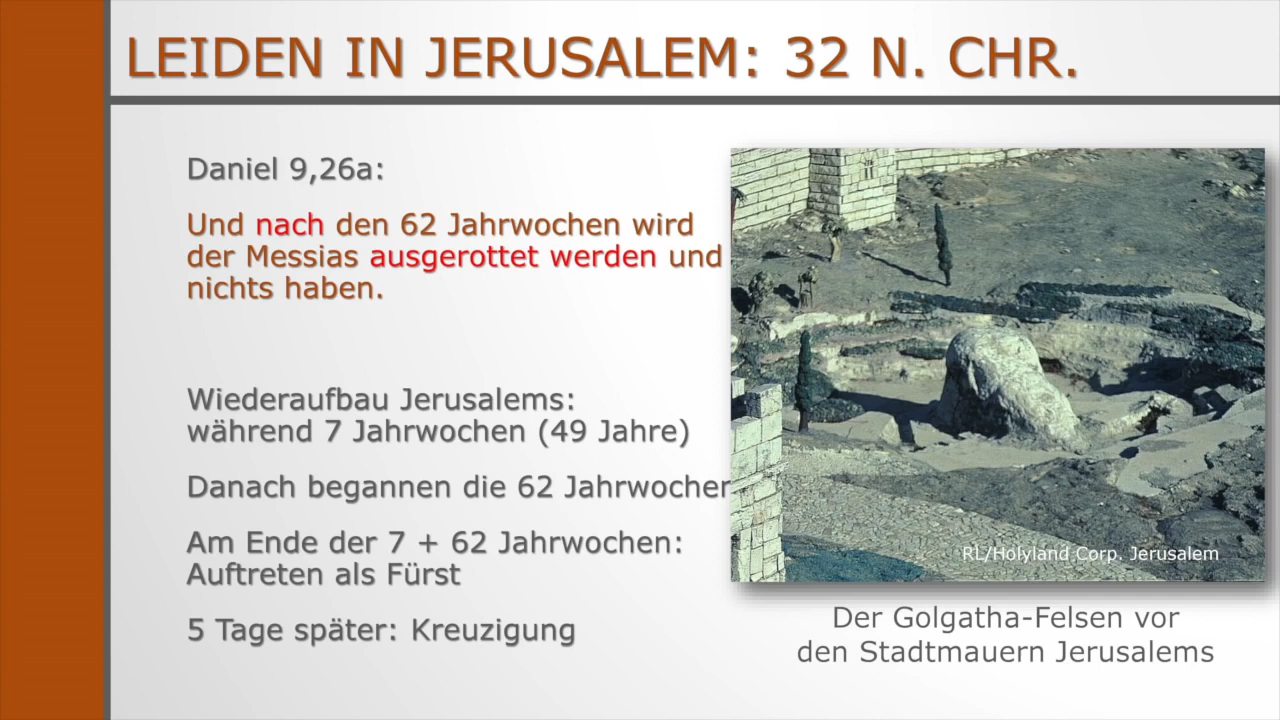 LEIDEN IN JERUSALEM: 32 N. CHR.
Daniel 9,26a:
Und nach den 62 Jahrwochen wird
der Messias ausgerottet werden und
nichts haben.
Wiederaufbau Jerusalems:
während 7 Jahrwochen (49 Jahre)
Danach begannen die 62 Jahrwochen
Am Ende der 7 + 62 Jahrwochen:
Auftreten als Fürst
5 Tage später: Kreuzigung
RL/Holyland Corp. Jerusalem
Der Golgatha-Felsen vor
den Stadtmauern Jerusalems